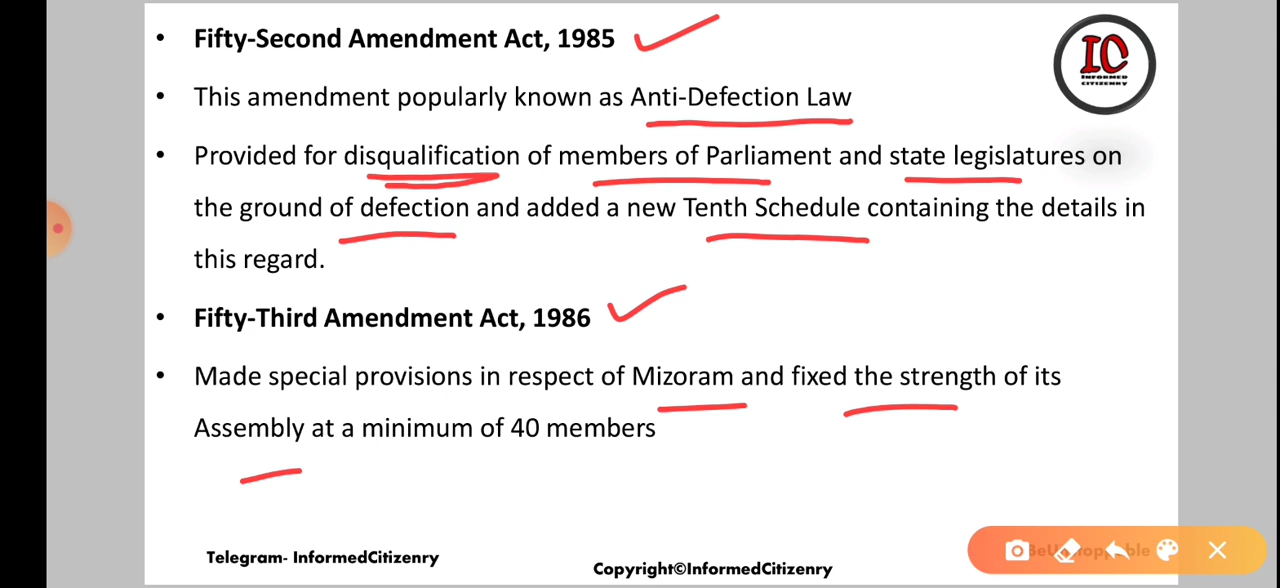 • Fifty-Second Amendment Act, 1985
IC
INFORMED
CITIZENRY
• This amendment popularly known as Anti-Defection Law
• Provided for disqualification of members of Parliament and state legislatures on
the ground of defection and added a new Tenth Schedule containing the details in
this regard.
• Fifty-Third Amendment Act, 1986
• Made special provisions in respect of Mizoram and fixed the strength of its
Assembly at a minimum of 40 members
Telegram- InformedCitizenry
Copyright©InformedCitizenry